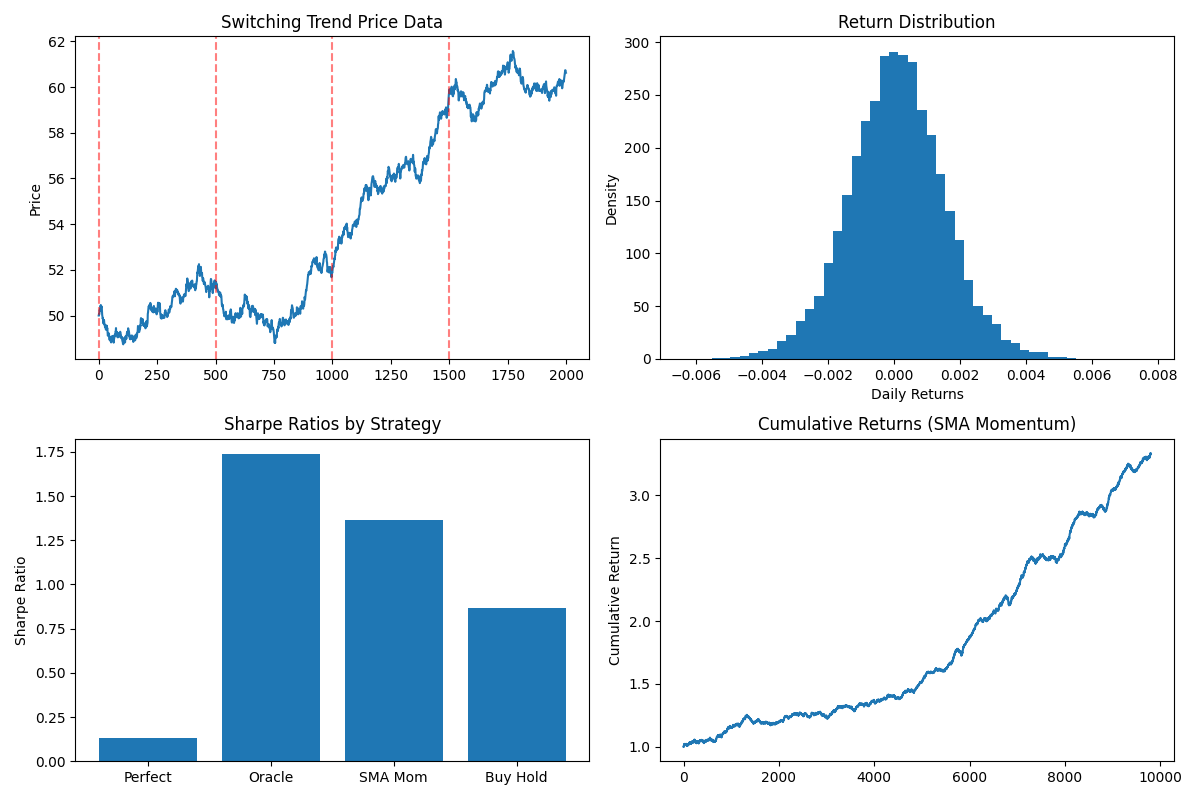 Switching Trend Price Data
Price
62
60
58
56
54
52
50
0 250 500 750 1000 1250 1500 1750 2000
Return Distribution
Density
300
250
200
150
100
50
0
−0.006 −0.004 −0.002 0.000 0.002 0.004 0.006 0.008
Daily Returns
Sharpe Ratios by Strategy
Sharpe Ratio
1.75
1.50
1.25
1.00
0.75
0.50
0.25
0.00
Perfect Oracle SMA Mom Buy Hold
Cumulative Returns (SMA Momentum)
Cumulative Return
3.0
2.5
2.0
1.5
1.0
0 2000 4000 6000 8000 10000